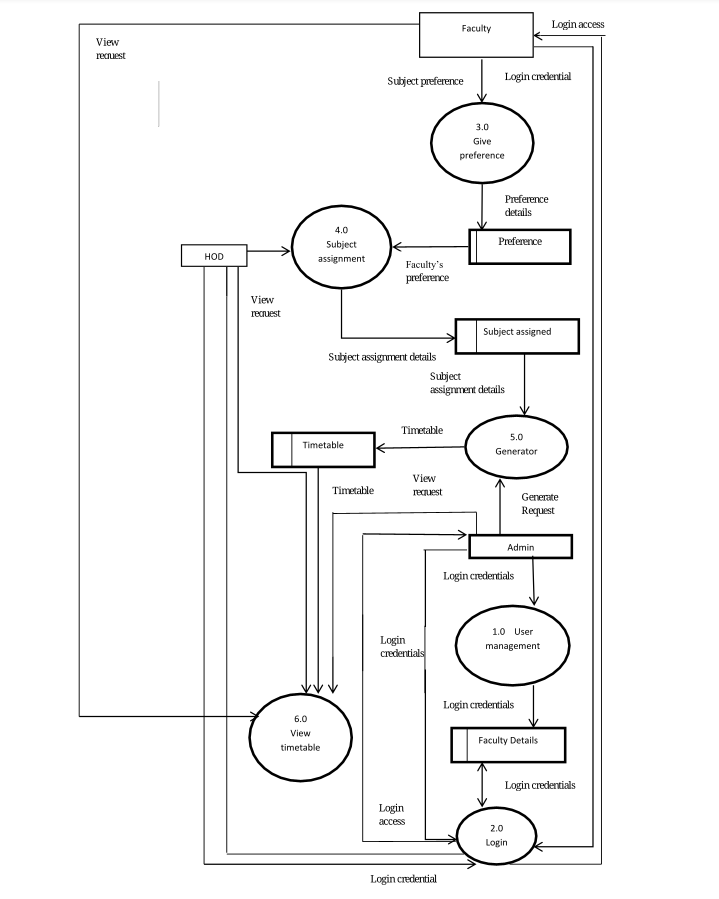 Faculty
Login access
View
request
Subject preference
Login credential
3.0
Give
preference
Preference
details
4.0
Subject
assignment
Preference
HOD
Faculty's
preference
View
request
Subject assigned
Subject assignment details
Subject
assignment details
Timetable
5.0
Generator
Timetable
Timetable
View
request
Generate
Request
Admin
Login credentials
1.0 User
management
Login
credentials
Login credentials
6.0
View
timetable
Faculty Details
Login credentials
Login
access
2.0
Login
Login credential